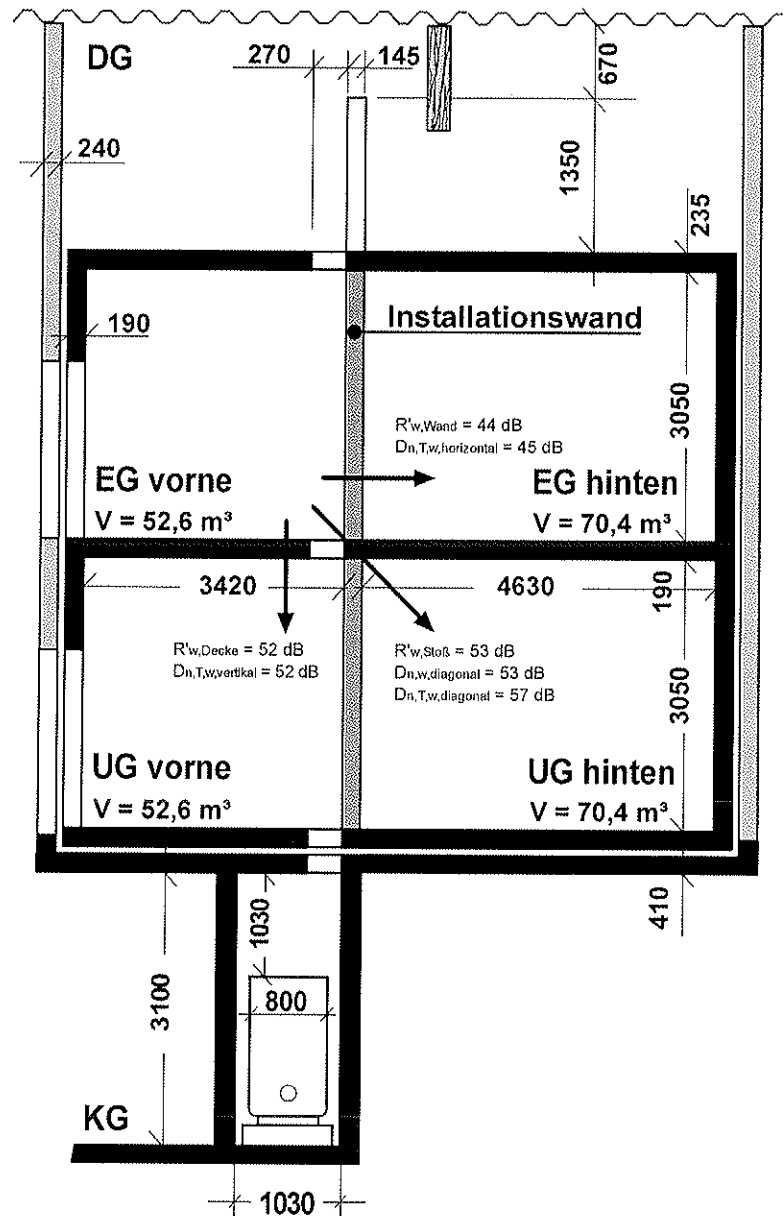 DG
270
145
670
240
1350
235
190
Installationswand
R'w,Wand = 44 dB
Dn,T,w,horizontal = 45 dB
3050
EG vorne
V = 52,6 m³
EG hinten
V = 70,4 m³
3420
4630
190
R'w,Decke = 52 dB
Dn,T,w,vertikal = 52 dB
R'w,Stoß = 53 dB
Dn,w,diagonal = 53 dB
Dn,T,w,diagonal = 57 dB
3050
UG vorne
V = 52,6 m³
UG hinten
V = 70,4 m³
410
1030
3100
800
KG
1030